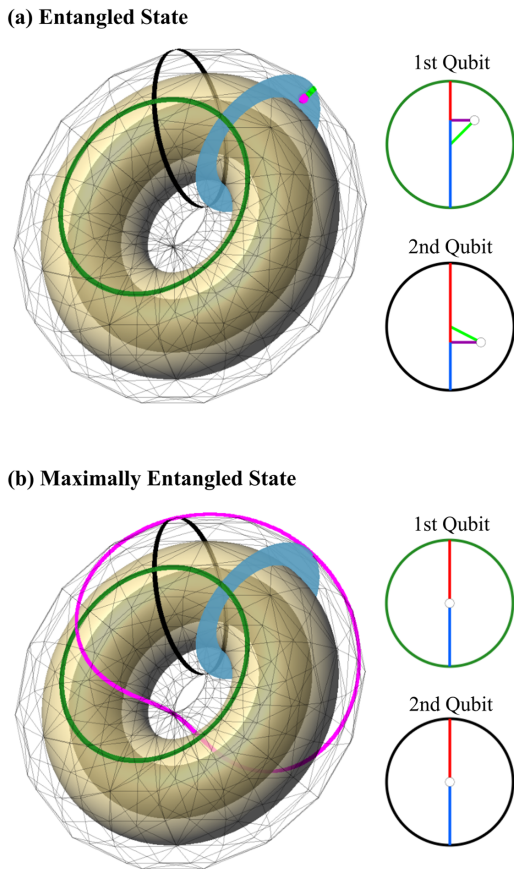 (a) Entangled State
1st Qubit
2nd Qubit
(b) Maximally Entangled State
1st Qubit
2nd Qubit